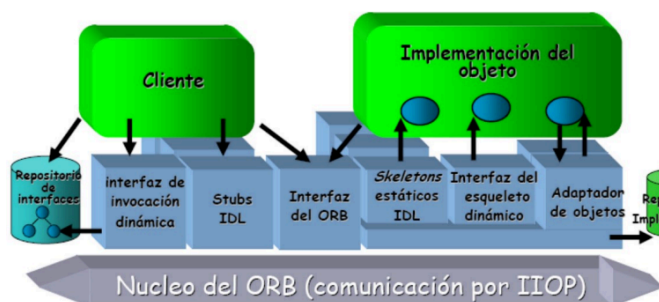 Cliente
Implementación del
objeto
Repositorio
de
interfaces
interfaz de
invocación
dinámica
Stubs
IDL
Interfaz
del ORB
Skeletons
estáticos
IDL
Interfaz del
esqueleto
dinámico
Adaptador
de objetos
Nucleo del ORB (comunicación por IIOP)